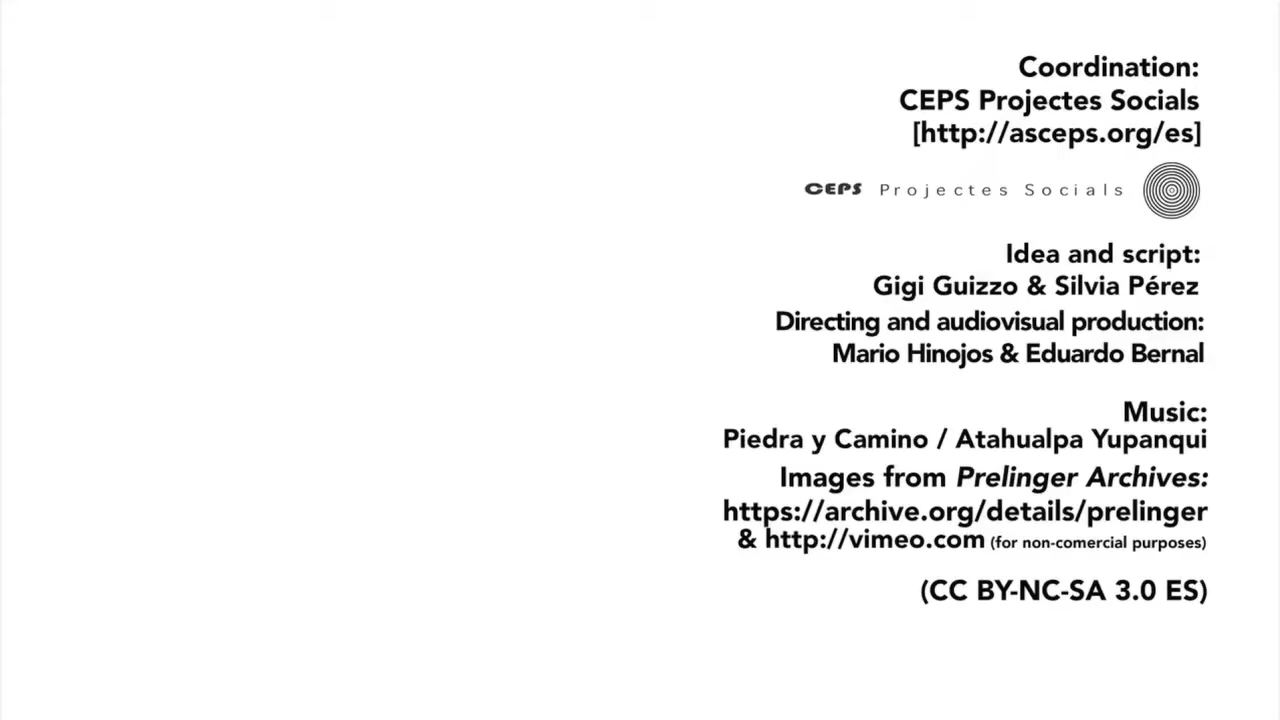 Coordination:
CEPS Projectes Socials
[http://asceps.org/es]
CEPS Projectes Socials
Idea and script:
Gigi Guizzo & Silvia Pérez
Directing and audiovisual production:
Mario Hinojos & Eduardo Bernal
Music:
Piedra y Camino / Atahualpa Yupanqui
Images from Prelinger Archives:
https://archive.org/details/prelinger
& http://vimeo.com (for non-comercial purposes)
(CC BY-NC-SA 3.0 ES)